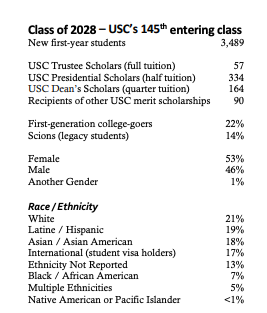 Class of 2028 – USC's 145th entering class
New first-year students 3,489
USC Trustee Scholars (full tuition) 57
USC Presidential Scholars (half tuition) 334
USC Dean's Scholars (quarter tuition) 164
Recipients of other USC merit scholarships 90
First-generation college-goers 22%
Scions (legacy students) 14%
Female 53%
Male 46%
Another Gender 1%
Race / Ethnicity
White 21%
Latine / Hispanic 19%
Asian / Asian American 18%
International (student visa holders) 17%
Ethnicity Not Reported 13%
Black / African American 7%
Multiple Ethnicities 5%
Native American or Pacific Islander <1%